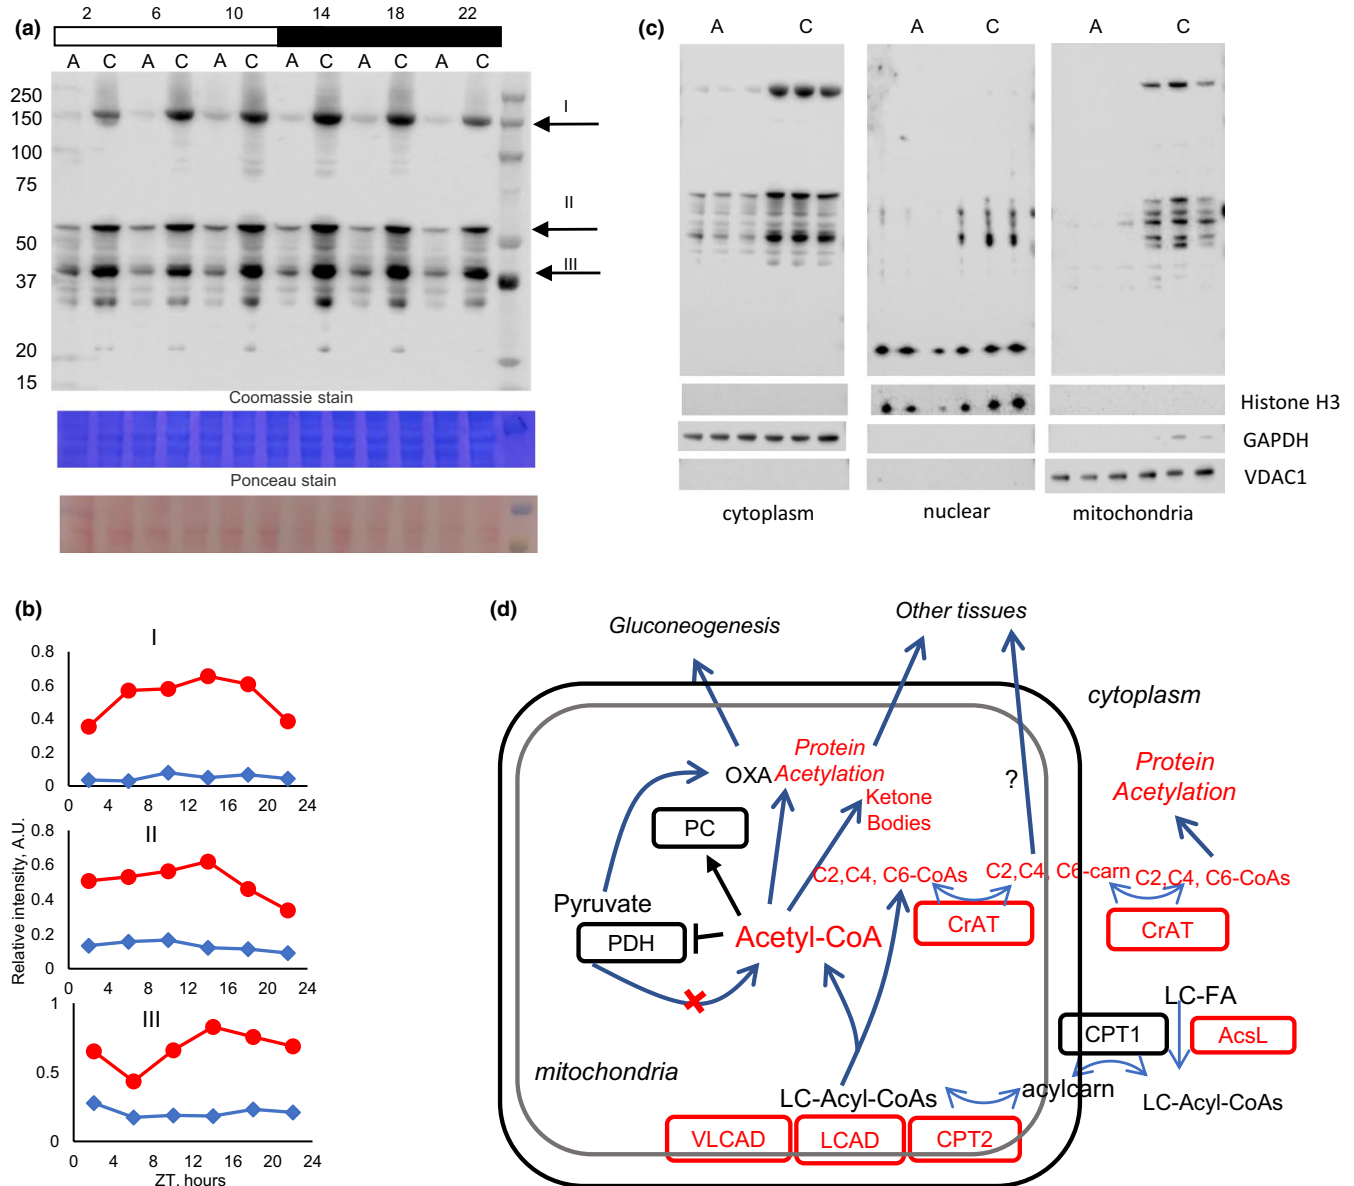 (a)
2 6 10 14 18 22
A C A C A C A C A C A C
250
150
100
75
50
37
20
15
I
II
III
Coomassie stain
Ponceau stain
(b)
Relative intensity, A.U.
I
0.8
0.6
0.4
0.2
0
0 4 8 12 16 20 24
II
0.8
0.6
0.4
0.2
0
0 4 8 12 16 20 24
III
1
0.5
0
0 4 8 12 16 20 24
ZT, hours
(c)
A C A C A C
Histone H3
GAPDH
VDAC1
cytoplasm nuclear mitochondria
(d)
Gluconeogenesis
Other tissues
cytoplasm
Protein
Acetylation
OXA
Ketone
Bodies
?
Protein
Acetylation
PC
C2,C4, C6-CoAs
C2,C4, C6-carn
C2,C4, C6-CoAs
Pyruvate
PDH
Acetyl-CoA
CrAT
CrAT
LC-FA
CPT1
AcsL
mitochondria
LC-Acyl-CoAs
acylcarn
LC-Acyl-CoAs
VLCAD
LCAD
CPT2